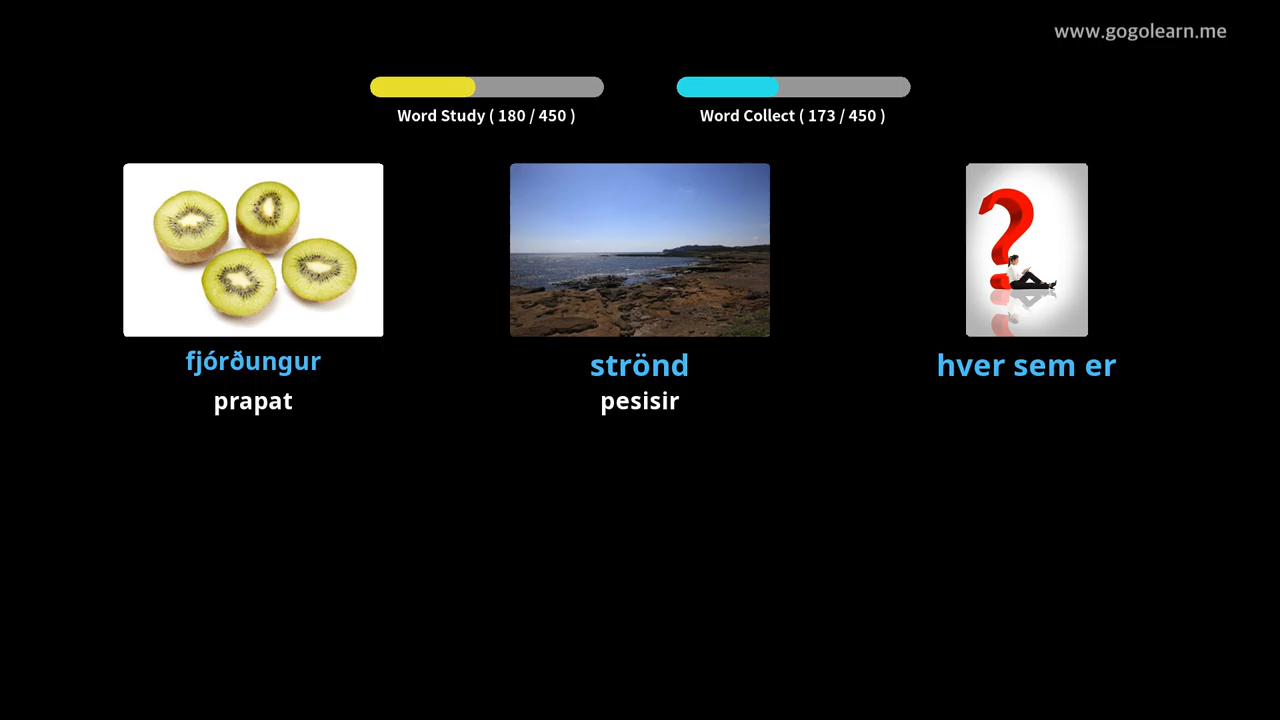 www.gogolearn.me
Word Study ( 180 / 450 )
Word Collect ( 173 / 450 )
fjórðungur
prapat
strönd
pesisir
hver sem er